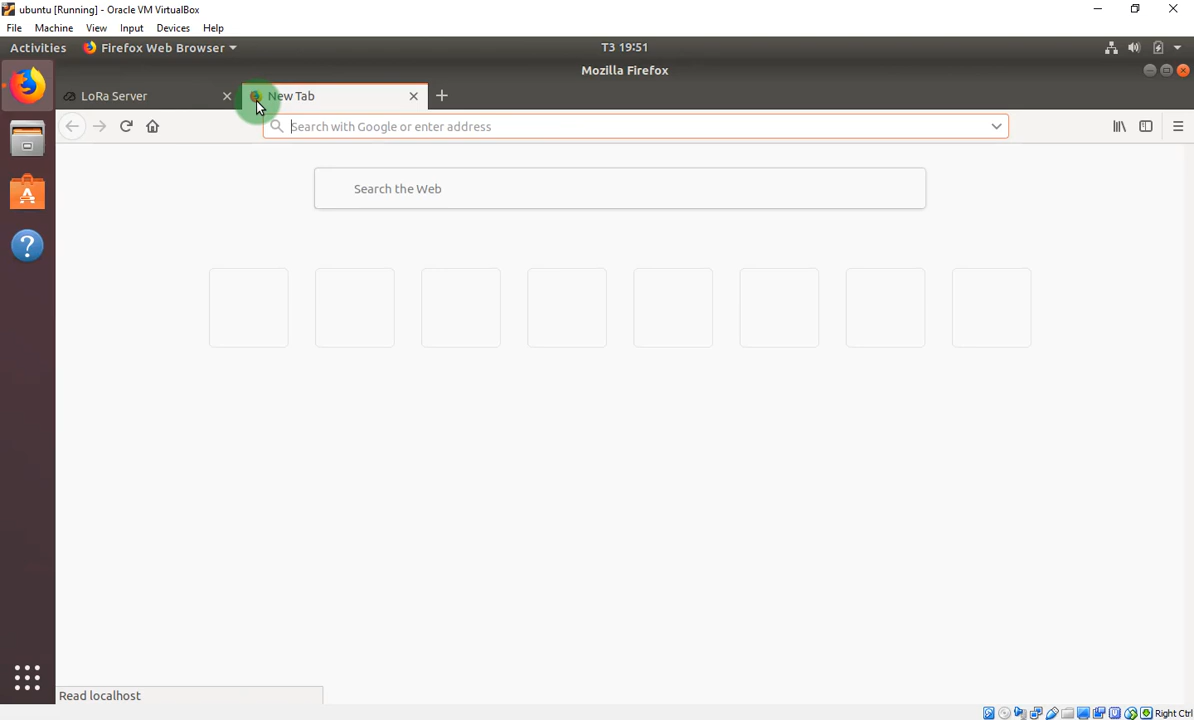 ubuntu [Running] - Oracle VM VirtualBox
File Machine View Input Devices Help
Activities Firefox Web Browser T3 19:51
Mozilla Firefox
LoRa Server New Tab
Search with Google or enter address
Search the Web
Read localhost
Right Ctrl